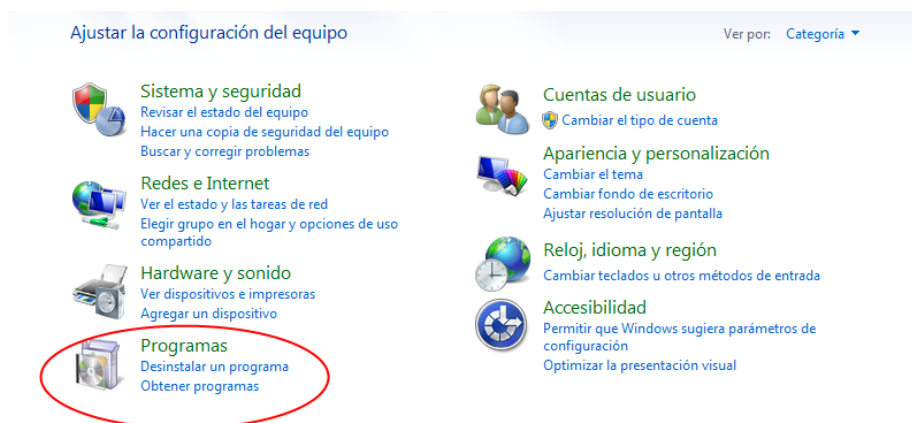 Ajustar la configuración del equipo
Ver por: Categoría
Sistema y seguridad
Revisar el estado del equipo
Hacer una copia de seguridad del equipo
Buscar y corregir problemas
Redes e Internet
Ver el estado y las tareas de red
Elegir grupo en el hogar y opciones de uso
compartido
Hardware y sonido
Ver dispositivos e impresoras
Agregar un dispositivo
Programas
Desinstalar un programa
Obtener programas
Cuentas de usuario
Cambiar el tipo de cuenta
Apariencia y personalización
Cambiar el tema
Cambiar fondo de escritorio
Ajustar resolución de pantalla
Reloj, idioma y región
Cambiar teclados u otros métodos de entrada
Accesibilidad
Permitir que Windows sugiera parámetros de
configuración
Optimizar la presentación visual